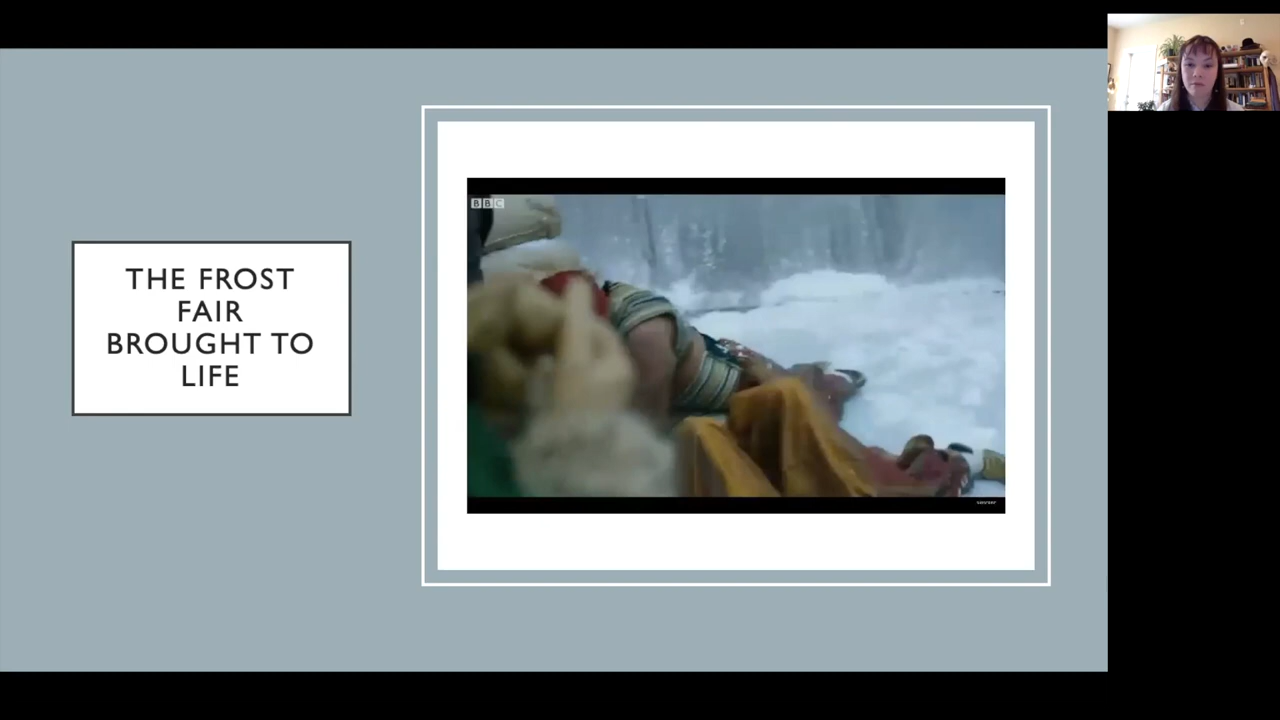 THE FROST
FAIR
BROUGHT TO
LIFE
BBC